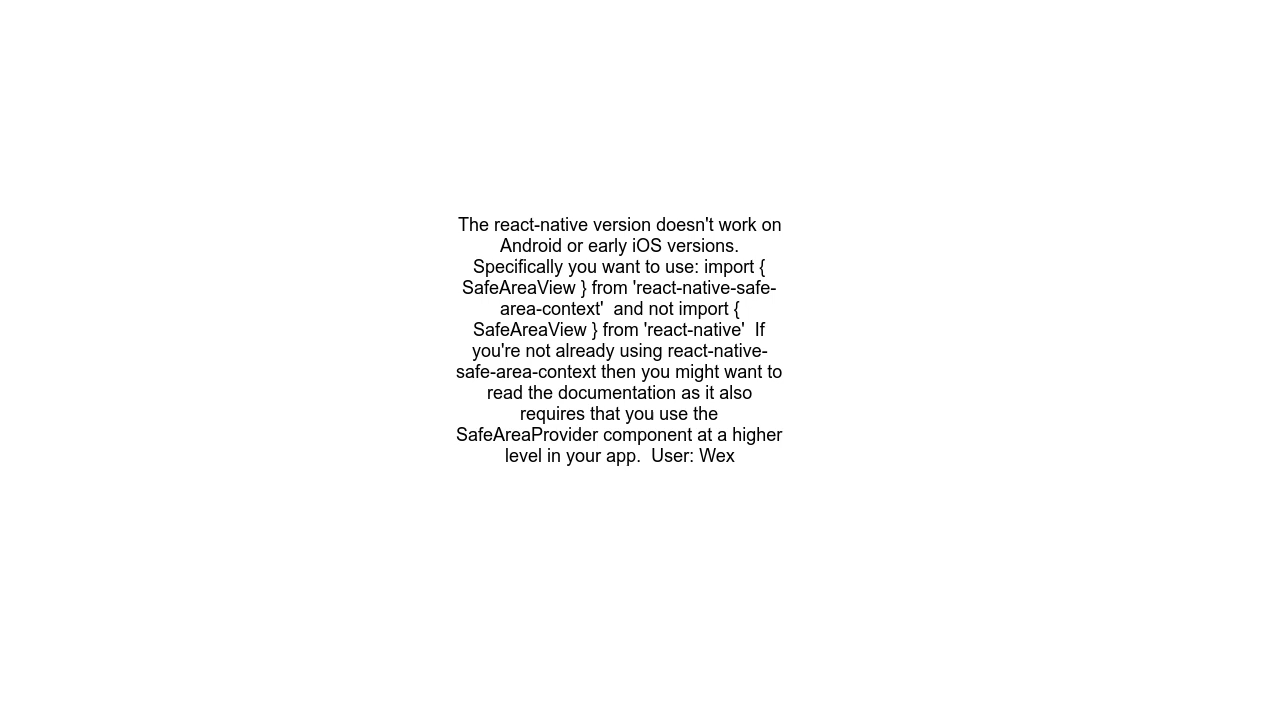 The react-native version doesn't work on
Android or early iOS versions.
Specifically you want to use: import {
SafeAreaView } from 'react-native-safe-
area-context'  and not import {
SafeAreaView } from 'react-native'  If
you're not already using react-native-
safe-area-context then you might want to
read the documentation as it also
requires that you use the
SafeAreaProvider component at a higher
level in your app.  User: Wex